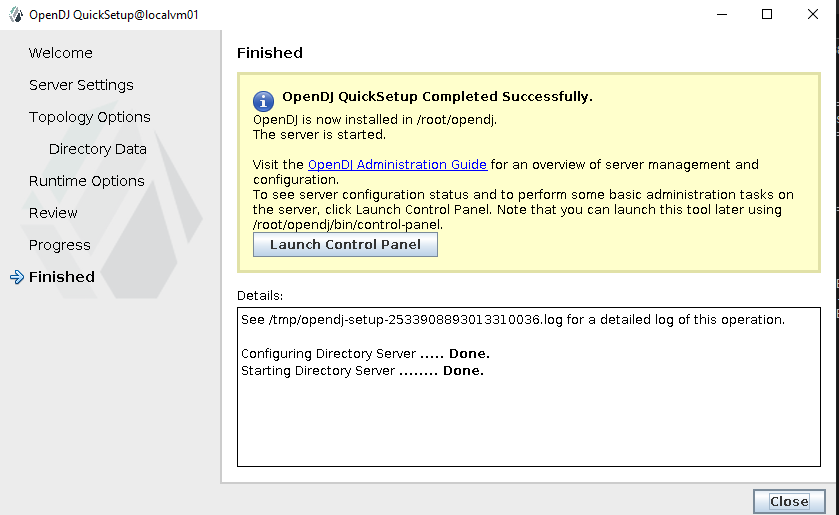 OpenDJ QuickSetup@localvm01
Welcome
Server Settings
Topology Options
Directory Data
Runtime Options
Review
Progress
Finished
Finished
OpenDJ QuickSetup Completed Successfully.
OpenDJ is now installed in /root/opendj.
The server is started.
Visit the OpenDJ Administration Guide for an overview of server management and
configuration.
To see server configuration status and to perform some basic administration tasks on
the server, click Launch Control Panel. Note that you can launch this tool later using
/root/opendj/bin/control-panel.
Launch Control Panel
Details:
See /tmp/opendj-setup-2533908893013310036.log for a detailed log of this operation.
Configuring Directory Server ..... Done.
Starting Directory Server ........ Done.
Close